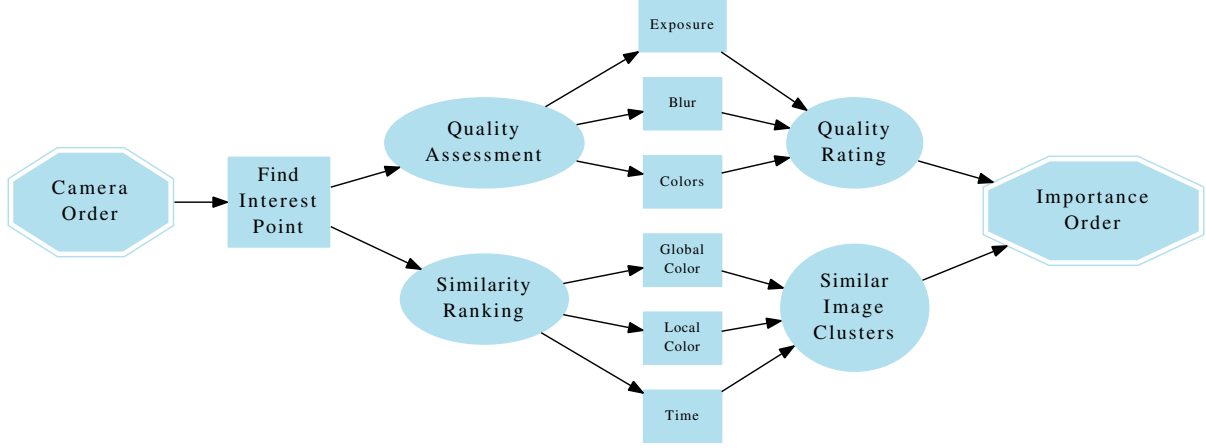 Camera
Order
Find
Interest
Point
Quality
Assessment
Similarity
Ranking
Exposure
Blur
Colors
Global
Color
Local
Color
Time
Quality
Rating
Similar
Image
Clusters
Importance
Order